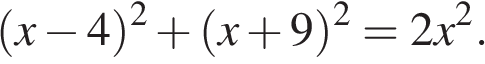 (x − 4)² + (x + 9)² = 2x².